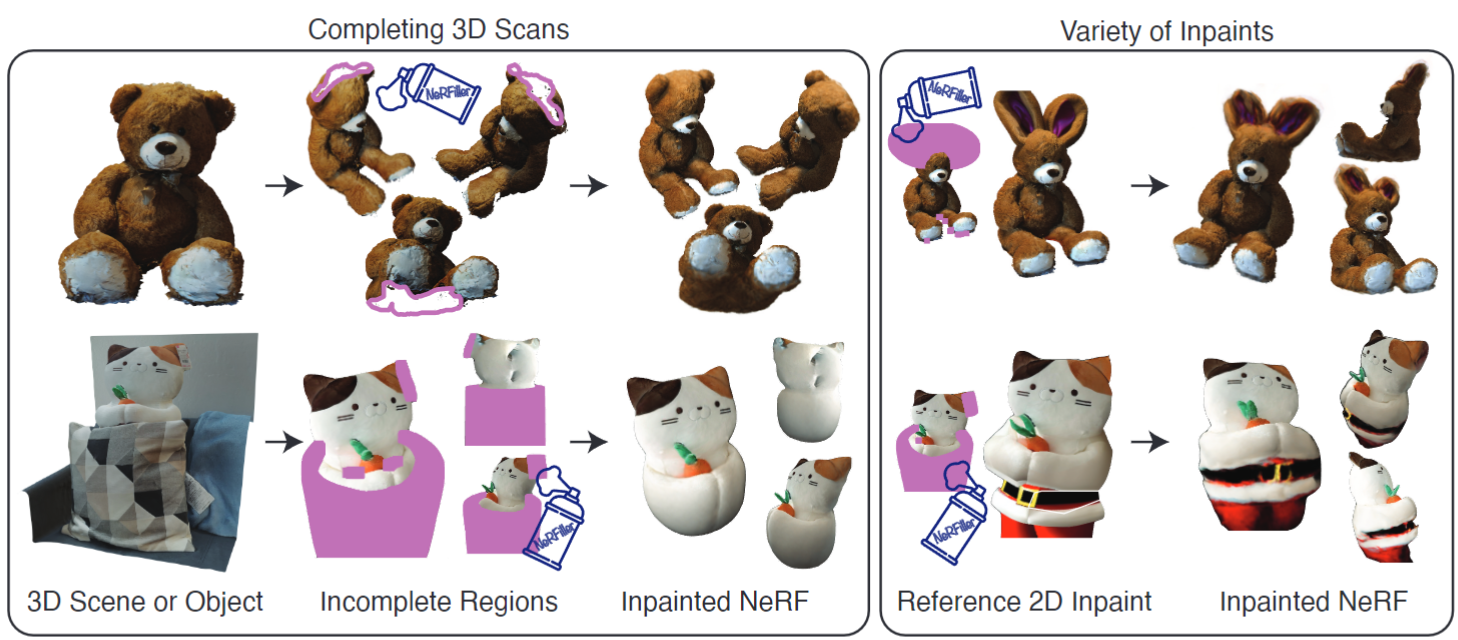 Completing 3D Scans
Variety of Inpaints
NeRFiller
NeRFiller
NeRFiller
NeRFiller
3D Scene or Object
Incomplete Regions
Inpainted NeRF
Reference 2D Inpaint
Inpainted NeRF